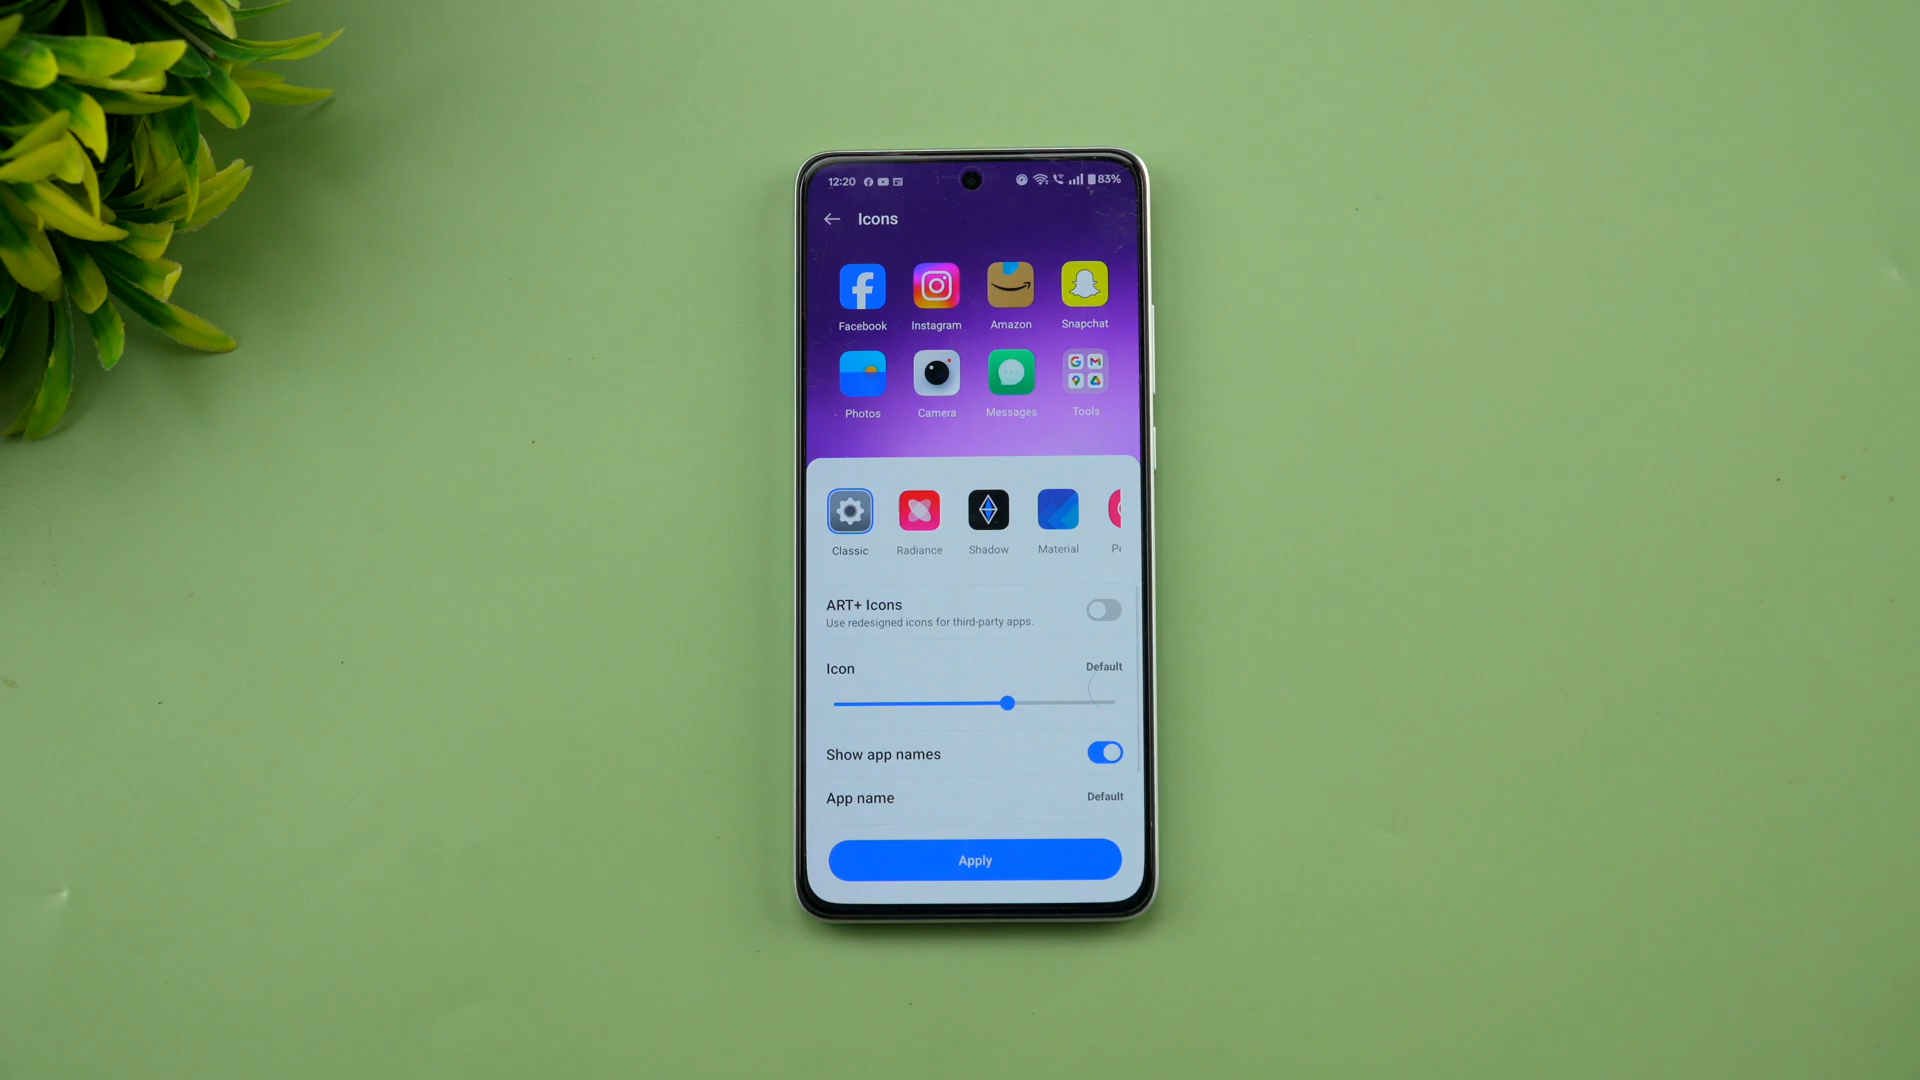 12:20 83%
Icons
Facebook Instagram Amazon Snapchat
Photos Camera Messages Tools
Classic Radiance Shadow Material
ART+ Icons
Use redesigned icons for third-party apps.
Icon Default
Show app names
App name Default
Apply